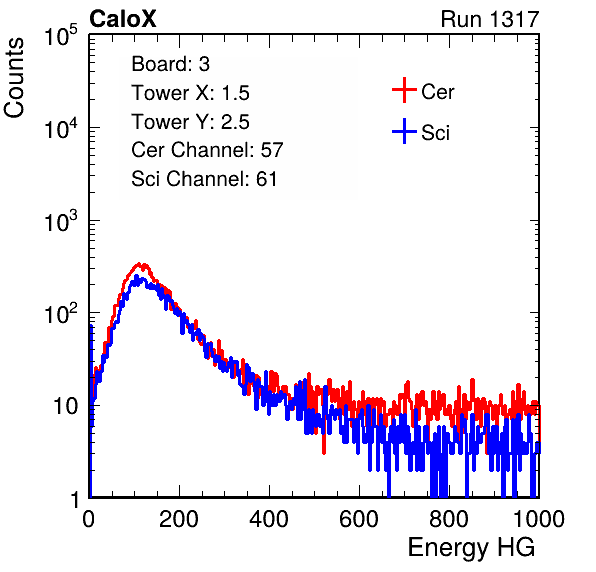 CaloX Run 1317
Counts
Board: 3
Tower X: 1.5
Tower Y: 2.5
Cer Channel: 57
Sci Channel: 61
Cer
Sci
10^5
10^4
10^3
10^2
10
1
0 200 400 600 800 1000
Energy HG